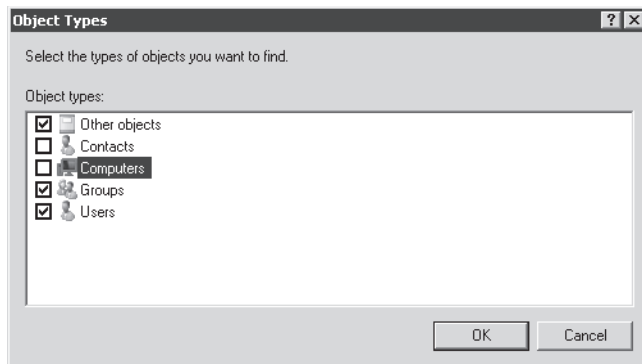 Object Types
Select the types of objects you want to find.
Object types:
Other objects
Contacts
Computers
Groups
Users
OK
Cancel